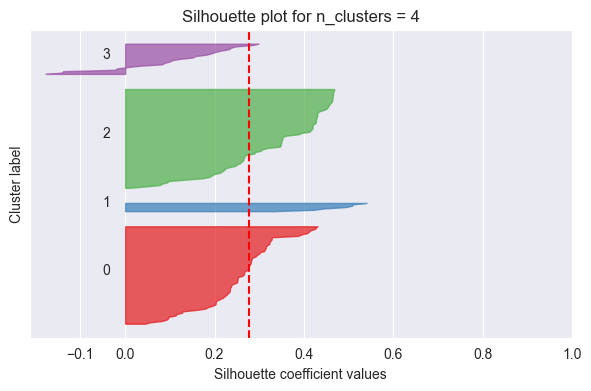 Silhouette plot for n_clusters = 4
3
2
1
0
Cluster label
−0.1 0.0 0.2 0.4 0.6 0.8 1.0
Silhouette coefficient values